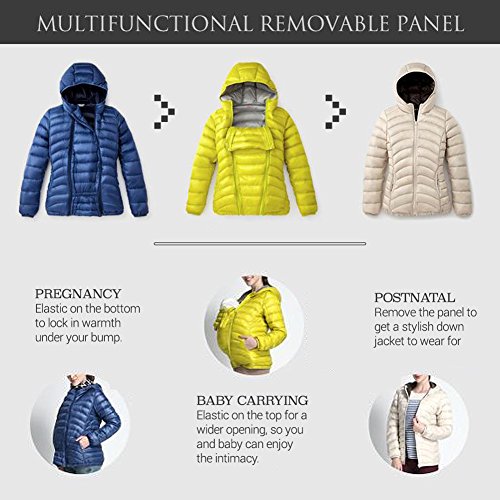 MULTIFUNCTIONAL REMOVABLE PANEL
PREGNANCY
Elastic on the bottom
to lock in warmth
under your bump.
BABY CARRYING
Elastic on the top for a
wider opening, so you
and baby can enjoy
the intimacy.
POSTNATAL
Remove the panel to
get a stylish down
jacket to wear for